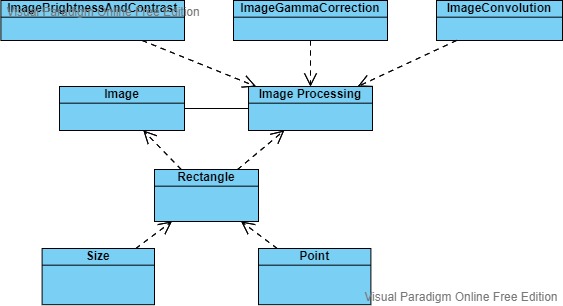 ImageBrightnessAndContrast
Visual Paradigm Online Free Edition
ImageGammaCorrection
ImageConvolution
Image
Image Processing
Rectangle
Size
Point
Visual Paradigm Online Free Edition